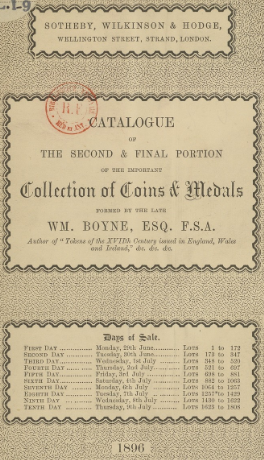 SOTHEBY, WILKINSON & HODGE,
WELLINGTON STREET, STRAND, LONDON.
CATALOGUE
OF
THE SECOND & FINAL PORTION
OF THE IMPORTANT
Collection of Coins & Medals
FORMED BY THE LATE
WM. BOYNE, ESQ. F.S.A.
Author of "Tokens of the XVIIth Century issued in England, Wales
and Ireland," &c. &c. &c.
Days of Sale.
FIRST DAY Monday, 29th June LOTS 1 to 172
SECOND DAY Tuesday, 30th June LOTS 173 to 347
THIRD DAY Wednesday, 1st July LOTS 348 to 520
FOURTH DAY Thursday, 2nd July LOTS 521 to 697
FIFTH DAY Friday, 3rd July LOTS 698 to 881
SIXTH DAY Saturday, 4th July LOTS 882 to 1063
SEVENTH DAY Monday, 6th July LOTS 1064 to 1257
EIGHTH DAY Tuesday, 7th July LOTS to 1429
NINTH DAY Wednesday, 8th July LOTS 1430 to 1622
TENTH DAY Thursday, 9th July LOTS 1623 to 1808
1896